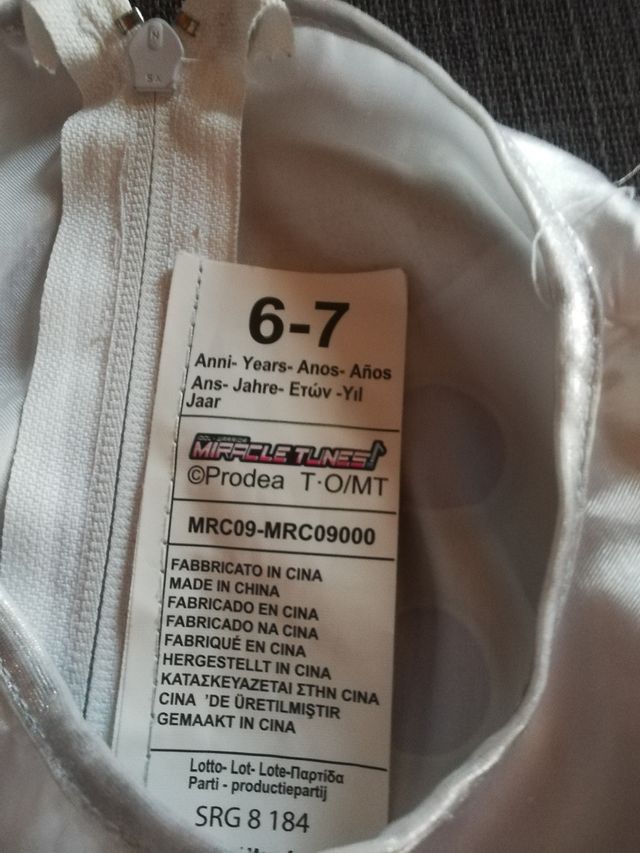 6-7
Anni- Years- Anos- Años
Ans- Jahre- Ετών -Yıl
Jaar
IDOL × WARRIOR
MIRACLE TUNES!
©Prodea T·O/MT
MRC09-MRC09000
FABBRICATO IN CINA
MADE IN CHINA
FABRICADO EN CINA
FABRICADO NA CINA
FABRIQUÉ EN CINA
HERGESTELLT IN CINA
ΚΑΤΑΣΚΕΥΑΖΕΤΑΙ ΣΤΗΝ CINA
CINA 'DE ÜRETILMIŞTIR
GEMAAKT IN CINA
Lotto- Lot- Lote-Παρτίδα
Parti - productiepartij
SRG 8 184